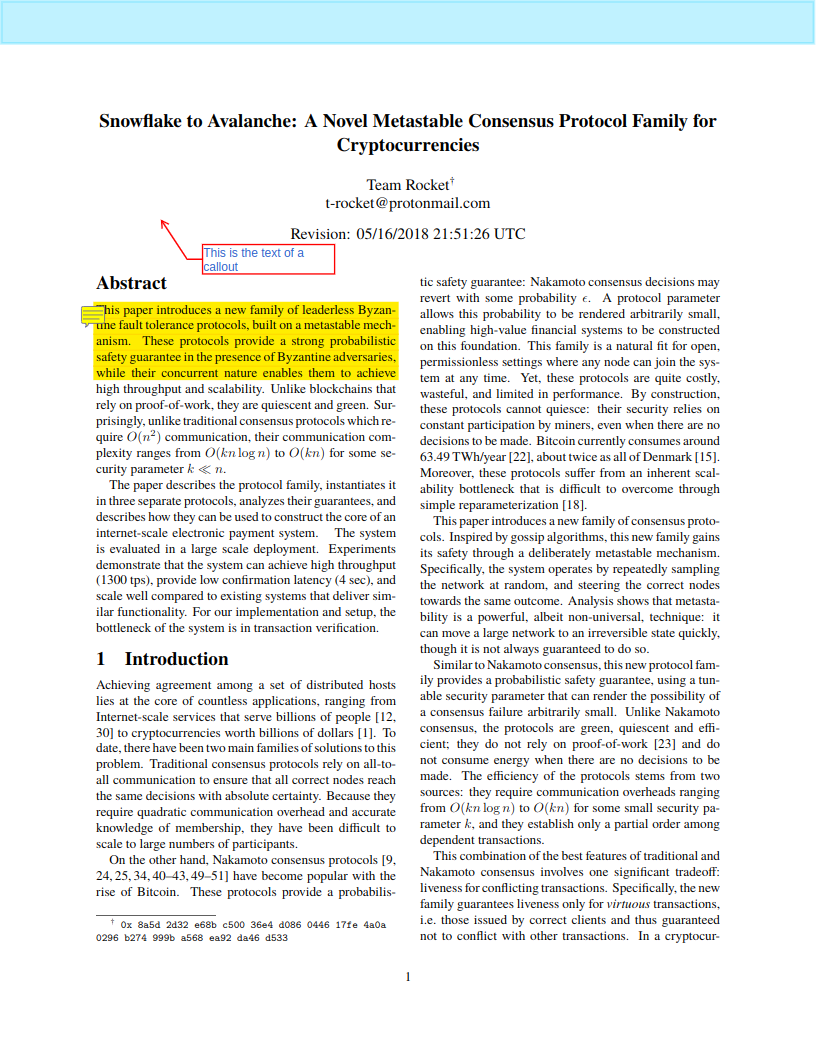 Snowflake to Avalanche: A Novel Metastable Consensus Protocol Family for
Cryptocurrencies
Team Rocket†
t-rocket@protonmail.com
Revision: 05/16/2018 21:51:26 UTC
This is the text of a
callout
Abstract
This paper introduces a new family of leaderless Byzan-
tine fault tolerance protocols, built on a metastable mech-
anism. These protocols provide a strong probabilistic
safety guarantee in the presence of Byzantine adversaries,
while their concurrent nature enables them to achieve
high throughput and scalability. Unlike blockchains that
rely on proof-of-work, they are quiescent and green. Sur-
prisingly, unlike traditional consensus protocols which re-
quire O(n²) communication, their communication com-
plexity ranges from O(kn log n) to O(kn) for some se-
curity parameter k ≪ n.
The paper describes the protocol family, instantiates it
in three separate protocols, analyzes their guarantees, and
describes how they can be used to construct the core of an
internet-scale electronic payment system. The system
is evaluated in a large scale deployment. Experiments
demonstrate that the system can achieve high throughput
(1300 tps), provide low confirmation latency (4 sec), and
scale well compared to existing systems that deliver sim-
ilar functionality. For our implementation and setup, the
bottleneck of the system is in transaction verification.
1 Introduction
Achieving agreement among a set of distributed hosts
lies at the core of countless applications, ranging from
Internet-scale services that serve billions of people [12,
30] to cryptocurrencies worth billions of dollars [1]. To
date, there have been two main families of solutions to this
problem. Traditional consensus protocols rely on all-to-
all communication to ensure that all correct nodes reach
the same decisions with absolute certainty. Because they
require quadratic communication overhead and accurate
knowledge of membership, they have been difficult to
scale to large numbers of participants.
On the other hand, Nakamoto consensus protocols [9,
24, 25, 34, 40–43, 49–51] have become popular with the
rise of Bitcoin. These protocols provide a probabilis-
† 0x 8a5d 2d32 e68b c500 36e4 d086 0446 17fe 4a0a
0296 b274 999b a568 ea92 da46 d533
tic safety guarantee: Nakamoto consensus decisions may
revert with some probability ϵ. A protocol parameter
allows this probability to be rendered arbitrarily small,
enabling high-value financial systems to be constructed
on this foundation. This family is a natural fit for open,
permissionless settings where any node can join the sys-
tem at any time. Yet, these protocols are quite costly,
wasteful, and limited in performance. By construction,
these protocols cannot quiesce: their security relies on
constant participation by miners, even when there are no
decisions to be made. Bitcoin currently consumes around
63.49 TWh/year [22], about twice as all of Denmark [15].
Moreover, these protocols suffer from an inherent scal-
ability bottleneck that is difficult to overcome through
simple reparameterization [18].
This paper introduces a new family of consensus proto-
cols. Inspired by gossip algorithms, this new family gains
its safety through a deliberately metastable mechanism.
Specifically, the system operates by repeatedly sampling
the network at random, and steering the correct nodes
towards the same outcome. Analysis shows that metasta-
bility is a powerful, albeit non-universal, technique: it
can move a large network to an irreversible state quickly,
though it is not always guaranteed to do so.
Similar to Nakamoto consensus, this new protocol fam-
ily provides a probabilistic safety guarantee, using a tun-
able security parameter that can render the possibility of
a consensus failure arbitrarily small. Unlike Nakamoto
consensus, the protocols are green, quiescent and effi-
cient; they do not rely on proof-of-work [23] and do
not consume energy when there are no decisions to be
made. The efficiency of the protocols stems from two
sources: they require communication overheads ranging
from O(kn log n) to O(kn) for some small security pa-
rameter k, and they establish only a partial order among
dependent transactions.
This combination of the best features of traditional and
Nakamoto consensus involves one significant tradeoff:
liveness for conflicting transactions. Specifically, the new
family guarantees liveness only for virtuous transactions,
i.e. those issued by correct clients and thus guaranteed
not to conflict with other transactions. In a cryptocur-
1